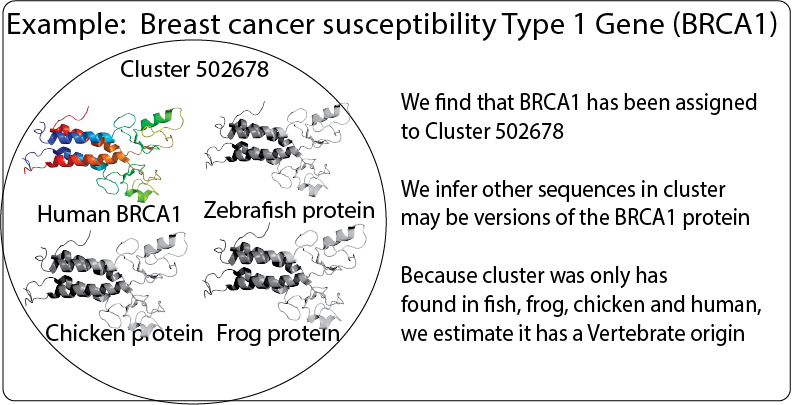 Example:  Breast cancer susceptibility Type 1 Gene (BRCA1)
Cluster 502678
Human BRCA1
Zebrafish protein
Chicken protein
Frog protein
We find that BRCA1 has been assigned
to Cluster 502678
We infer other sequences in cluster
may be versions of the BRCA1 protein
Because cluster was only has
found in fish, frog, chicken and human,
we estimate it has a Vertebrate origin